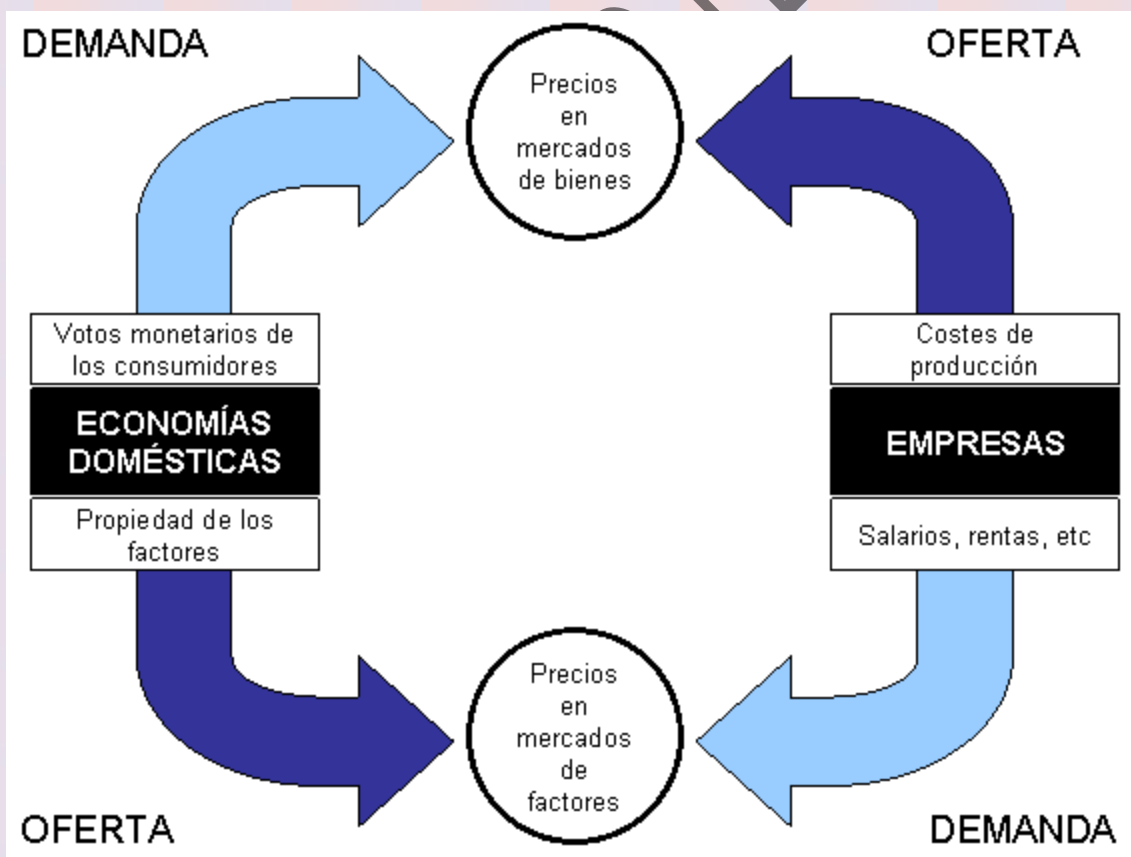 DEMANDA
OFERTA
Precios
en
mercados
de bienes
Votos monetarios de
los consumidores
ECONOMÍAS
DOMÉSTICAS
Propiedad de los
factores
Costes de
producción
EMPRESAS
Salarios, rentas, etc
Precios
en
mercados
de
factores
OFERTA
DEMANDA